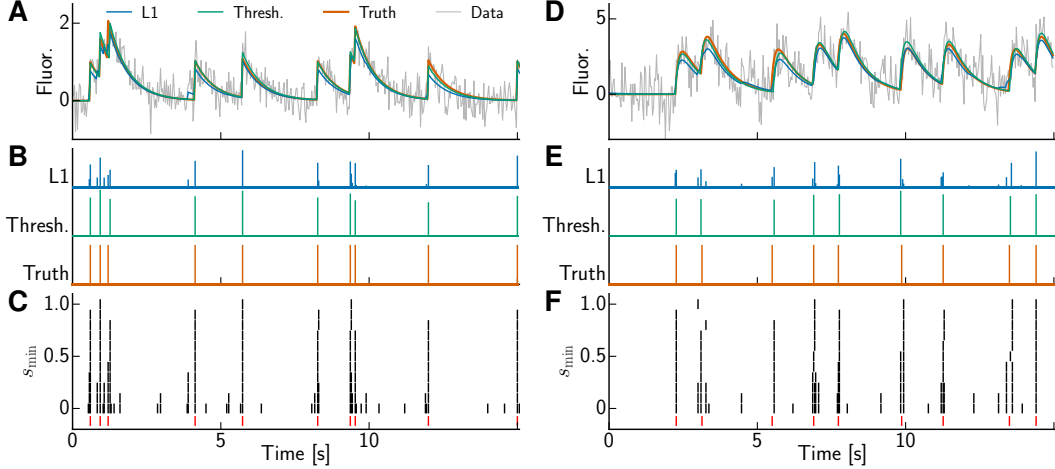 A
L1 Thresh. Truth Data
Fluor.
2
0
B
L1
Thresh.
Truth
C
s_min
1.0
0.5
0
0 5 10
Time [s]
D
Fluor.
5
0
E
L1
Thresh.
Truth
F
s_min
1.0
0.5
0
0 5 10
Time [s]